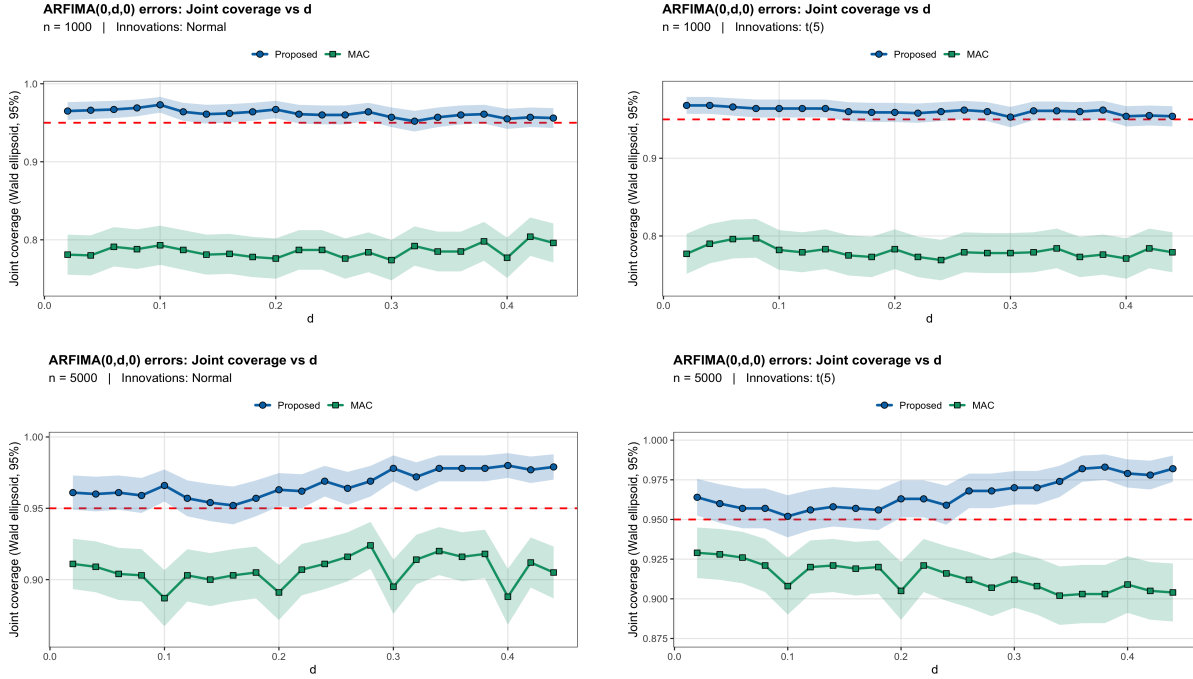 ARFIMA(0,d,0) errors: Joint coverage vs d
n = 1000 | Innovations: Normal
Proposed MAC
Joint coverage (Wald ellipsoid, 95%)
1.0
0.9
0.8
0.0 0.1 0.2 0.3 0.4
d
ARFIMA(0,d,0) errors: Joint coverage vs d
n = 1000 | Innovations: t(5)
Proposed MAC
Joint coverage (Wald ellipsoid, 95%)
0.9
0.8
0.0 0.1 0.2 0.3 0.4
d
ARFIMA(0,d,0) errors: Joint coverage vs d
n = 5000 | Innovations: Normal
Proposed MAC
Joint coverage (Wald ellipsoid, 95%)
1.00
0.95
0.90
0.0 0.1 0.2 0.3 0.4
d
ARFIMA(0,d,0) errors: Joint coverage vs d
n = 5000 | Innovations: t(5)
Proposed MAC
Joint coverage (Wald ellipsoid, 95%)
1.000
0.975
0.950
0.925
0.900
0.875
0.0 0.1 0.2 0.3 0.4
d